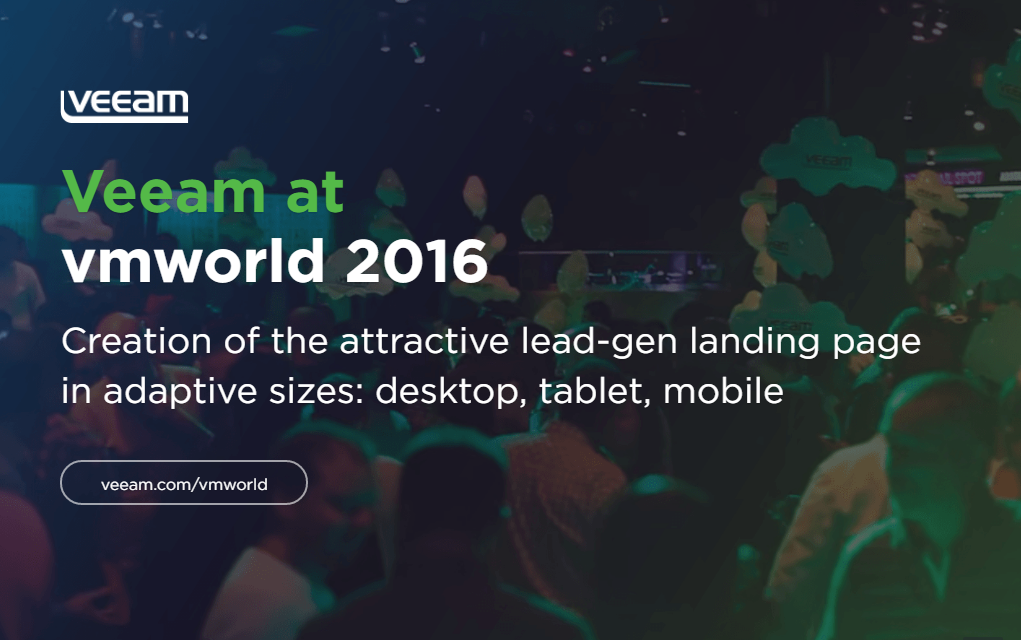 veeam
Veeam at
vmworld 2016
Creation of the attractive lead-gen landing page
in adaptive sizes: desktop, tablet, mobile
veeam.com/vmworld
veeam